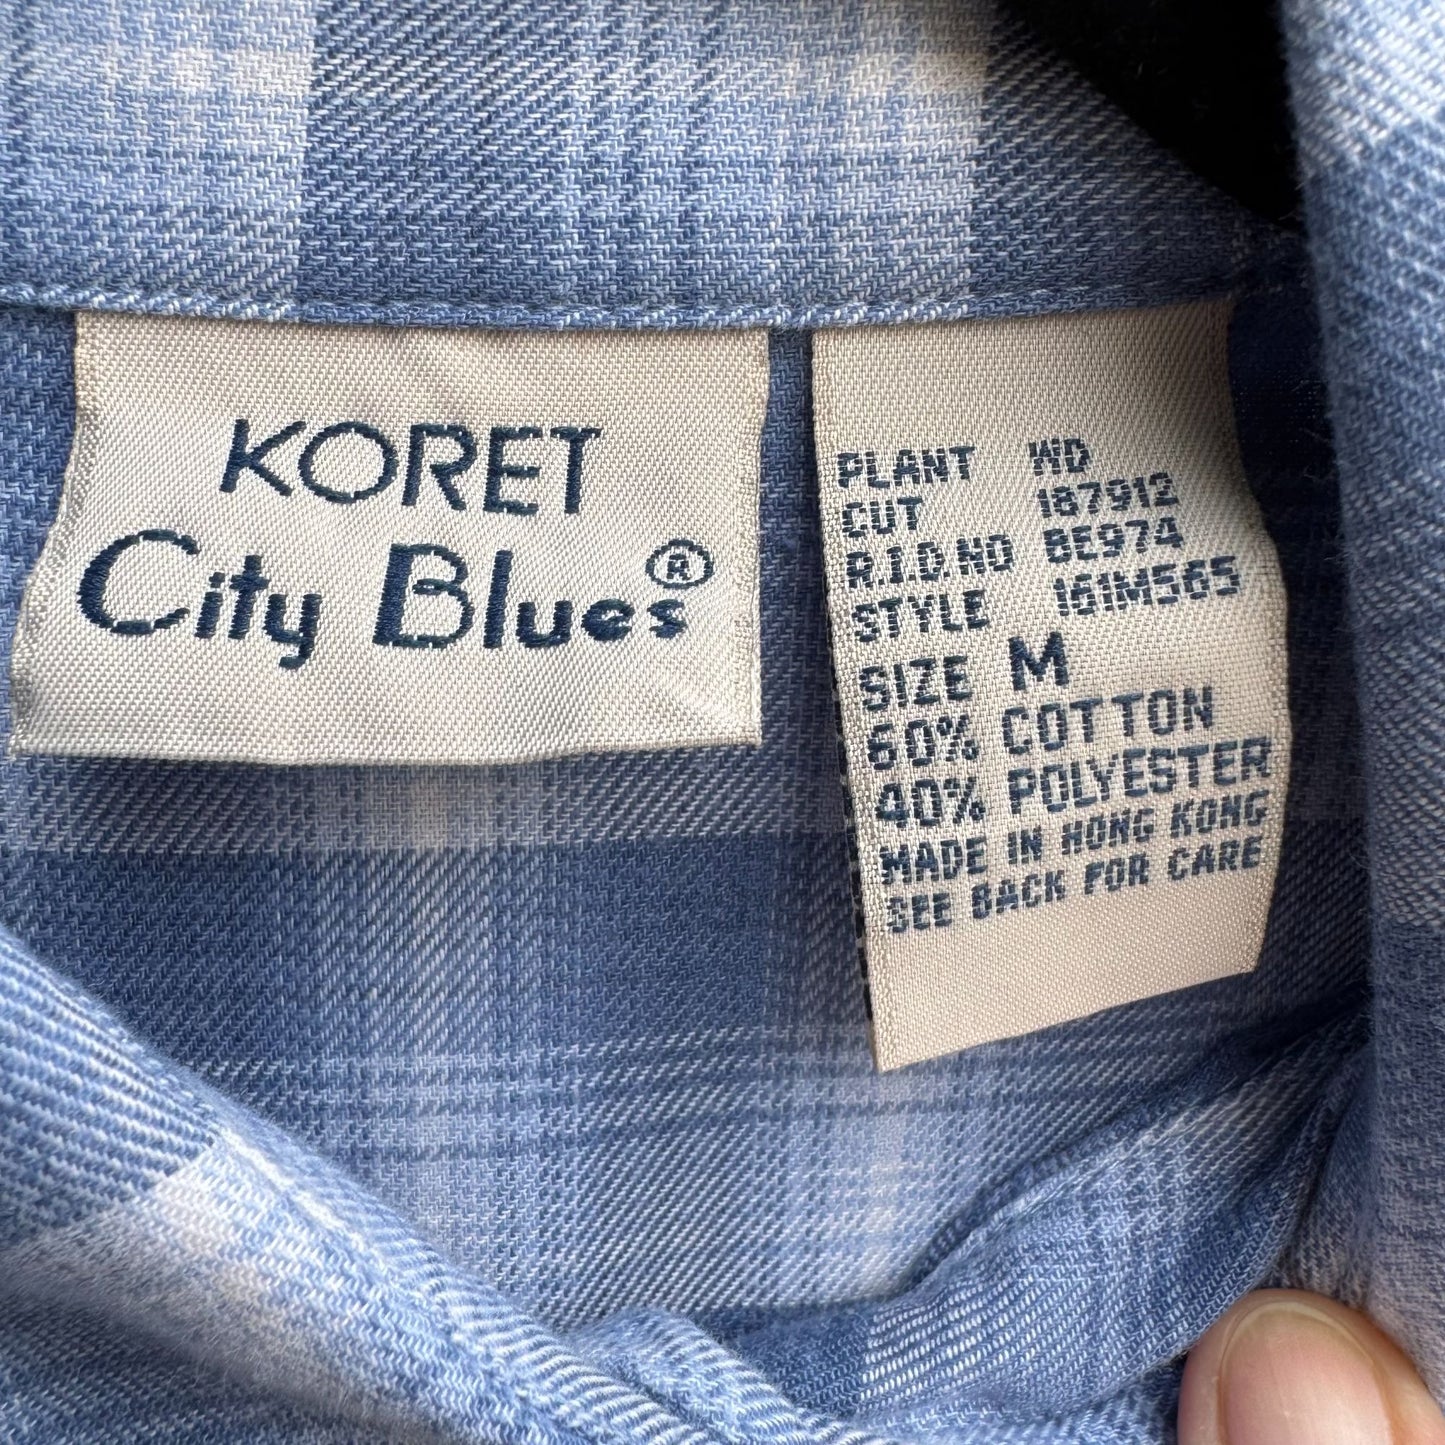 KORET
City Blues ®
PLANT WD
CUT 187912
R.I.D.NO BE974
STYLE 161M565
SIZE M
60% COTTON
40% POLYESTER
MADE IN HONG KONG
SEE BACK FOR CARE